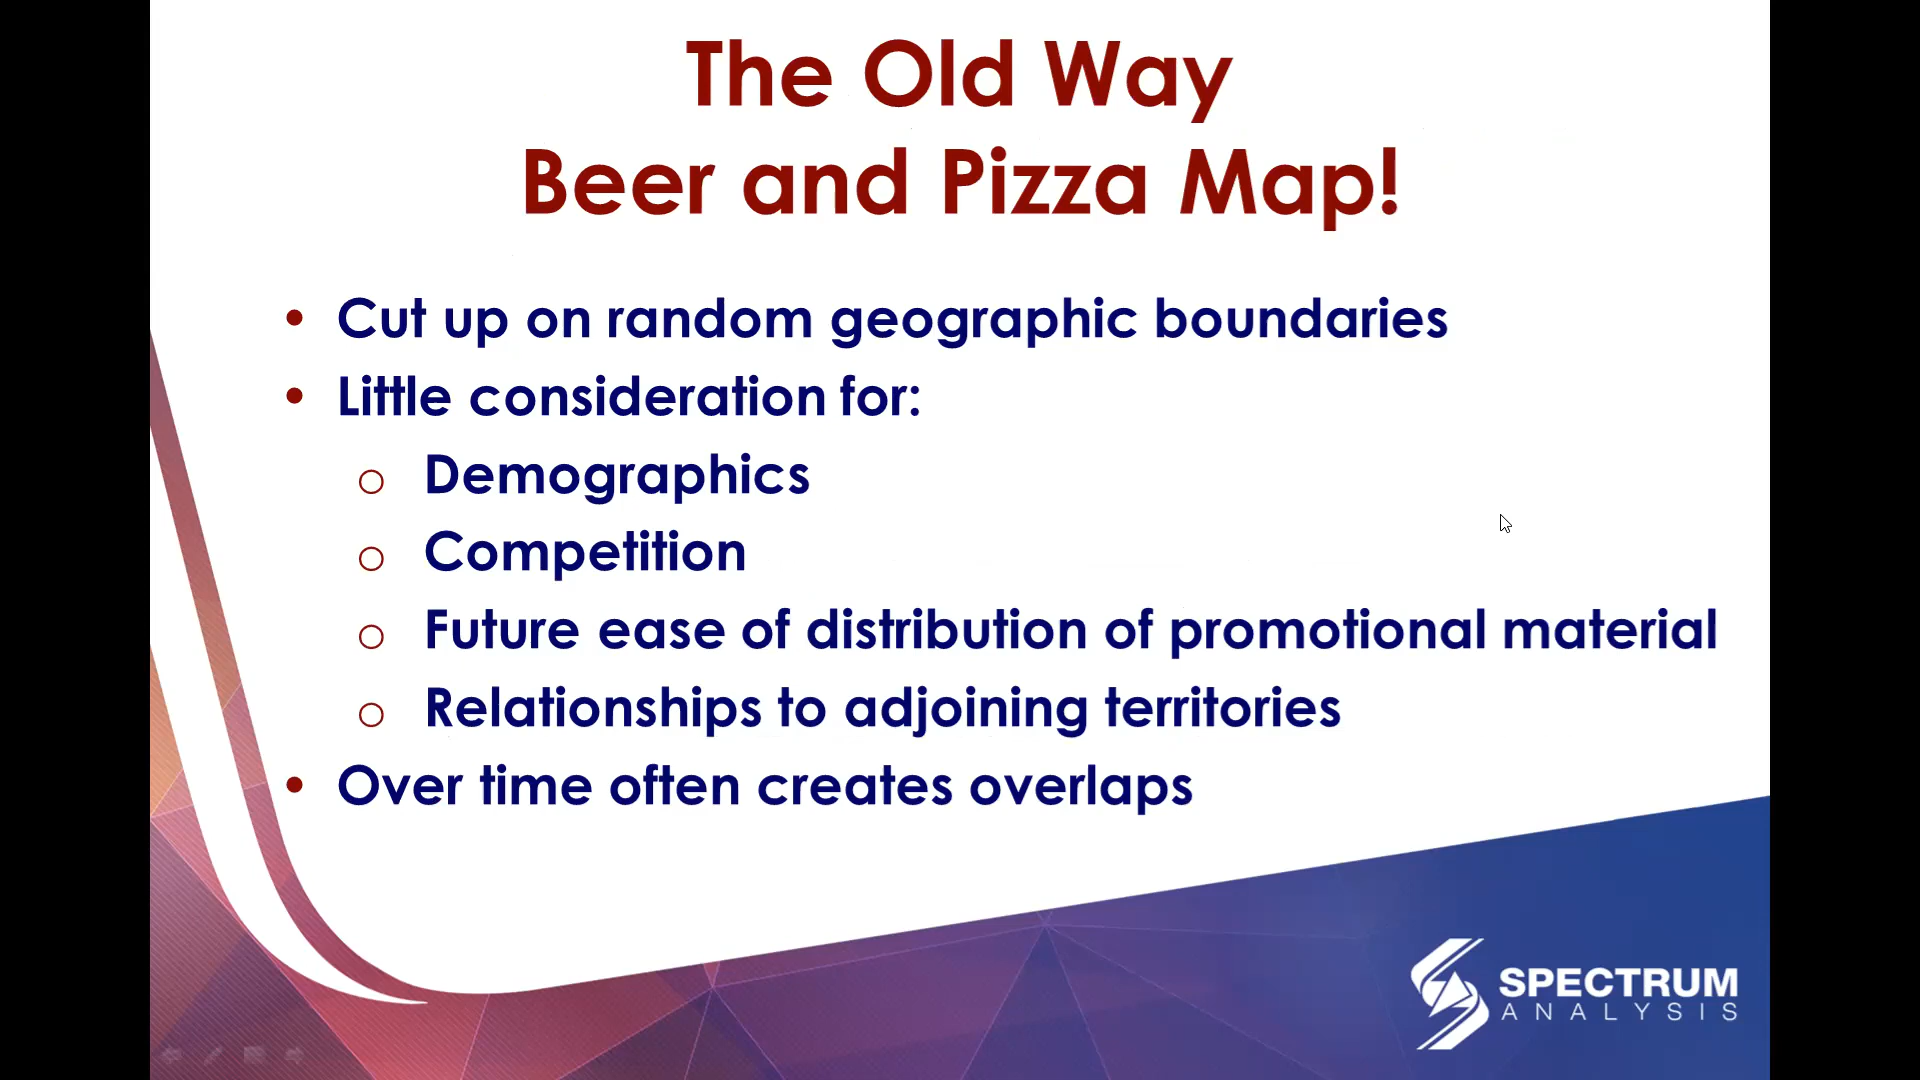 The Old Way
Beer and Pizza Map!
• Cut up on random geographic boundaries
• Little consideration for:
o Demographics
o Competition
o Future ease of distribution of promotional material
o Relationships to adjoining territories
• Over time often creates overlaps
SPECTRUM
ANALYSIS